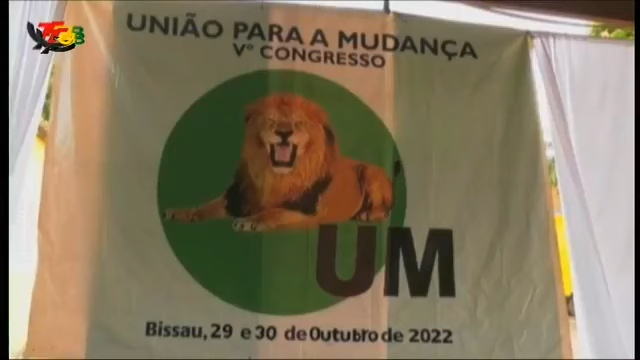 UNIÃO PARA A MUDANÇA
Vº CONGRESSO
UM
Bissau, 29 e 30 de Outubro de 2022